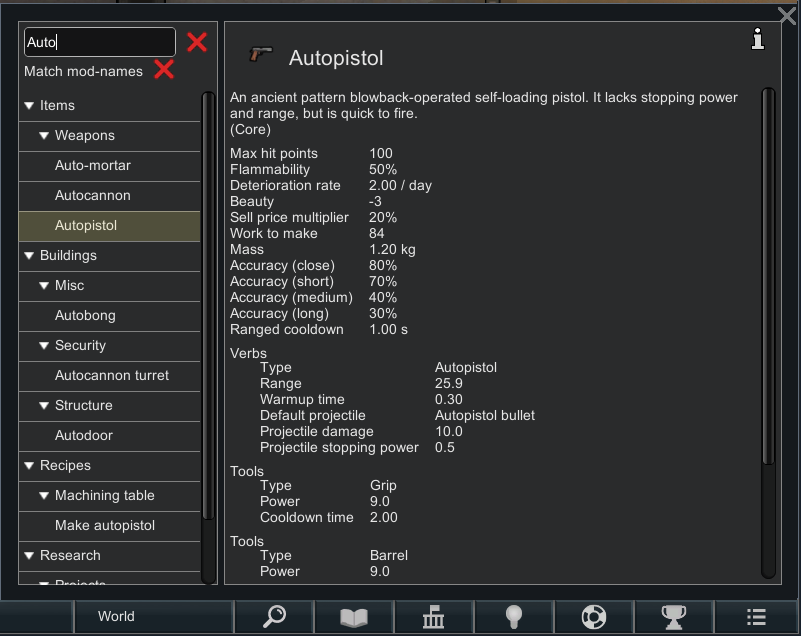 Auto
Match mod-names
Items
Weapons
Auto-mortar
Autocannon
Autopistol
Buildings
Misc
Autobong
Security
Autocannon turret
Structure
Autodoor
Recipes
Machining table
Make autopistol
Research
Projects
Autopistol
An ancient pattern blowback-operated self-loading pistol. It lacks stopping power
and range, but is quick to fire.
(Core)
Max hit points 100
Flammability 50%
Deterioration rate 2.00 / day
Beauty -3
Sell price multiplier 20%
Work to make 84
Mass 1.20 kg
Accuracy (close) 80%
Accuracy (short) 70%
Accuracy (medium) 40%
Accuracy (long) 30%
Ranged cooldown 1.00 s
Verbs
Type Autopistol
Range 25.9
Warmup time 0.30
Default projectile Autopistol bullet
Projectile damage 10.0
Projectile stopping power 0.5
Tools
Type Grip
Power 9.0
Cooldown time 2.00
Tools
Type Barrel
Power 9.0
World